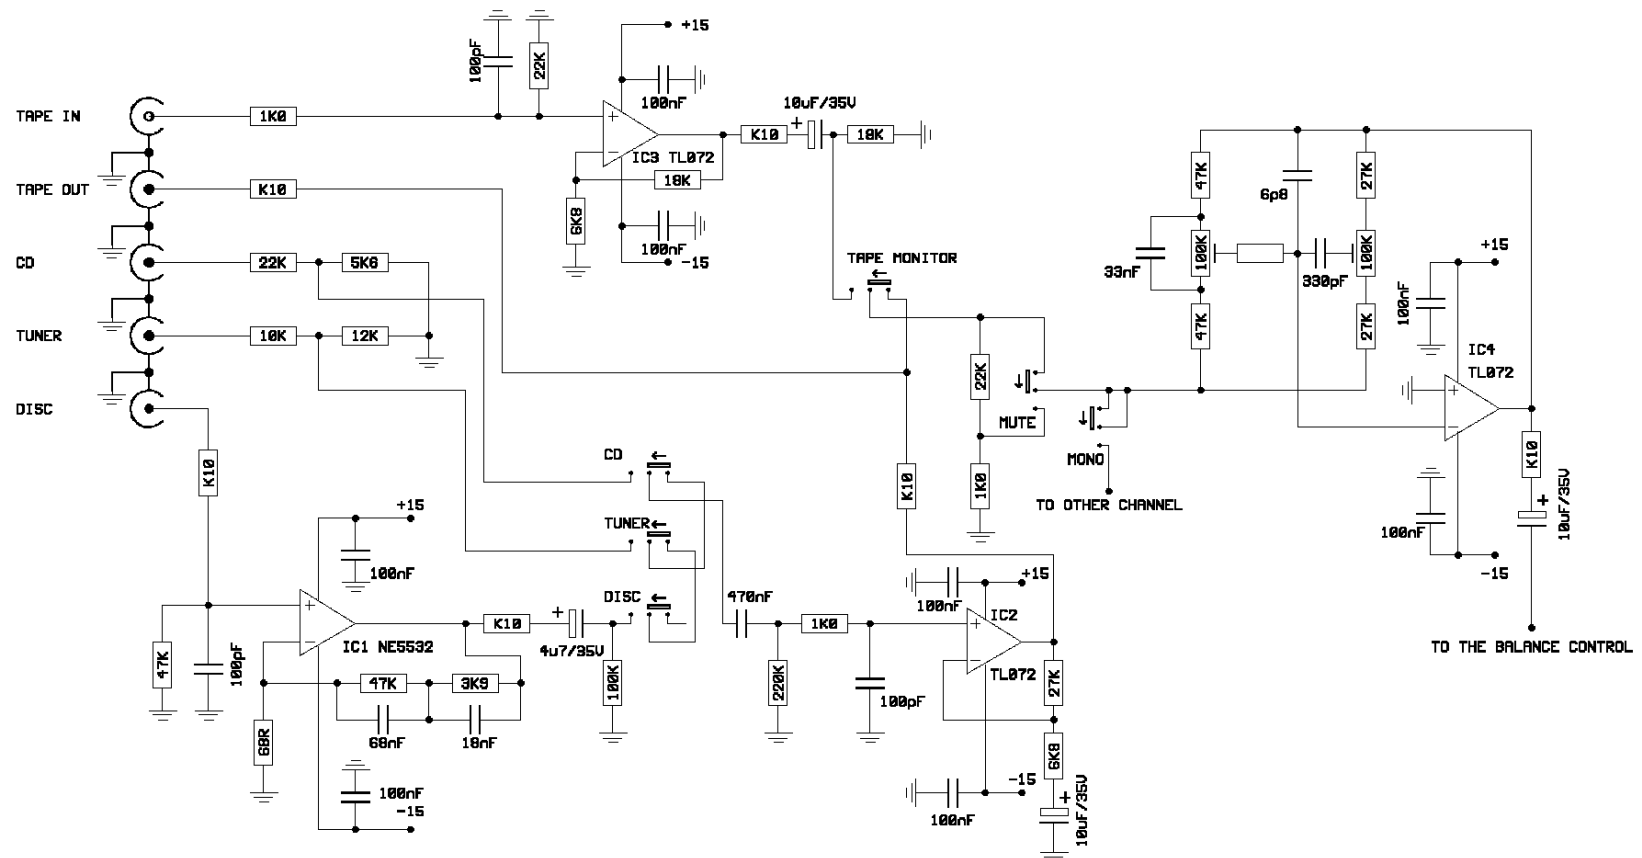 +15
100pF
22K
100nF
10uF/35V
TAPE IN
1K0
K10
18K
IC3 TL072
18K
TAPE OUT
K10
6K8
100nF
-15
CD
22K
5K6
TUNER
10K
12K
DISC
K10
TAPE MONITOR
22K
MUTE
1K0
MONO
TO OTHER CHANNEL
47K
6p8
27K
33nF
100K
330pF
100K
47K
27K
+15
100nF
IC4
TL072
100nF
-15
K10
10uF/35V
TO THE BALANCE CONTROL
CD
TUNER
DISC
K10
+15
100nF
IC1 NE5532
47K
100pF
K10
4u7/35V
100K
47K
3K9
68nF
18nF
68R
100nF
-15
470nF
220K
1K0
100pF
+15
100nF
IC2
TL072
27K
6K8
-15
100nF
10uF/35V